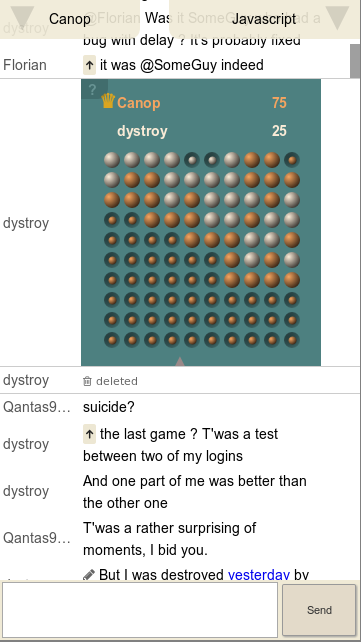 Canop
Javascript
dystroy
@Florian Was it SomeGuy
bug with delay ? It's probably fixed
Florian
it was @SomeGuy indeed
?
Canop 75
dystroy 25
dystroy
dystroy
deleted
Qantas9...
suicide?
dystroy
the last game ? T'was a test
between two of my logins
dystroy
And one part of me was better than
the other one
Qantas9...
T'was a rather surprising of
moments, I bid you.
But I was destroyed yesterday by
Send